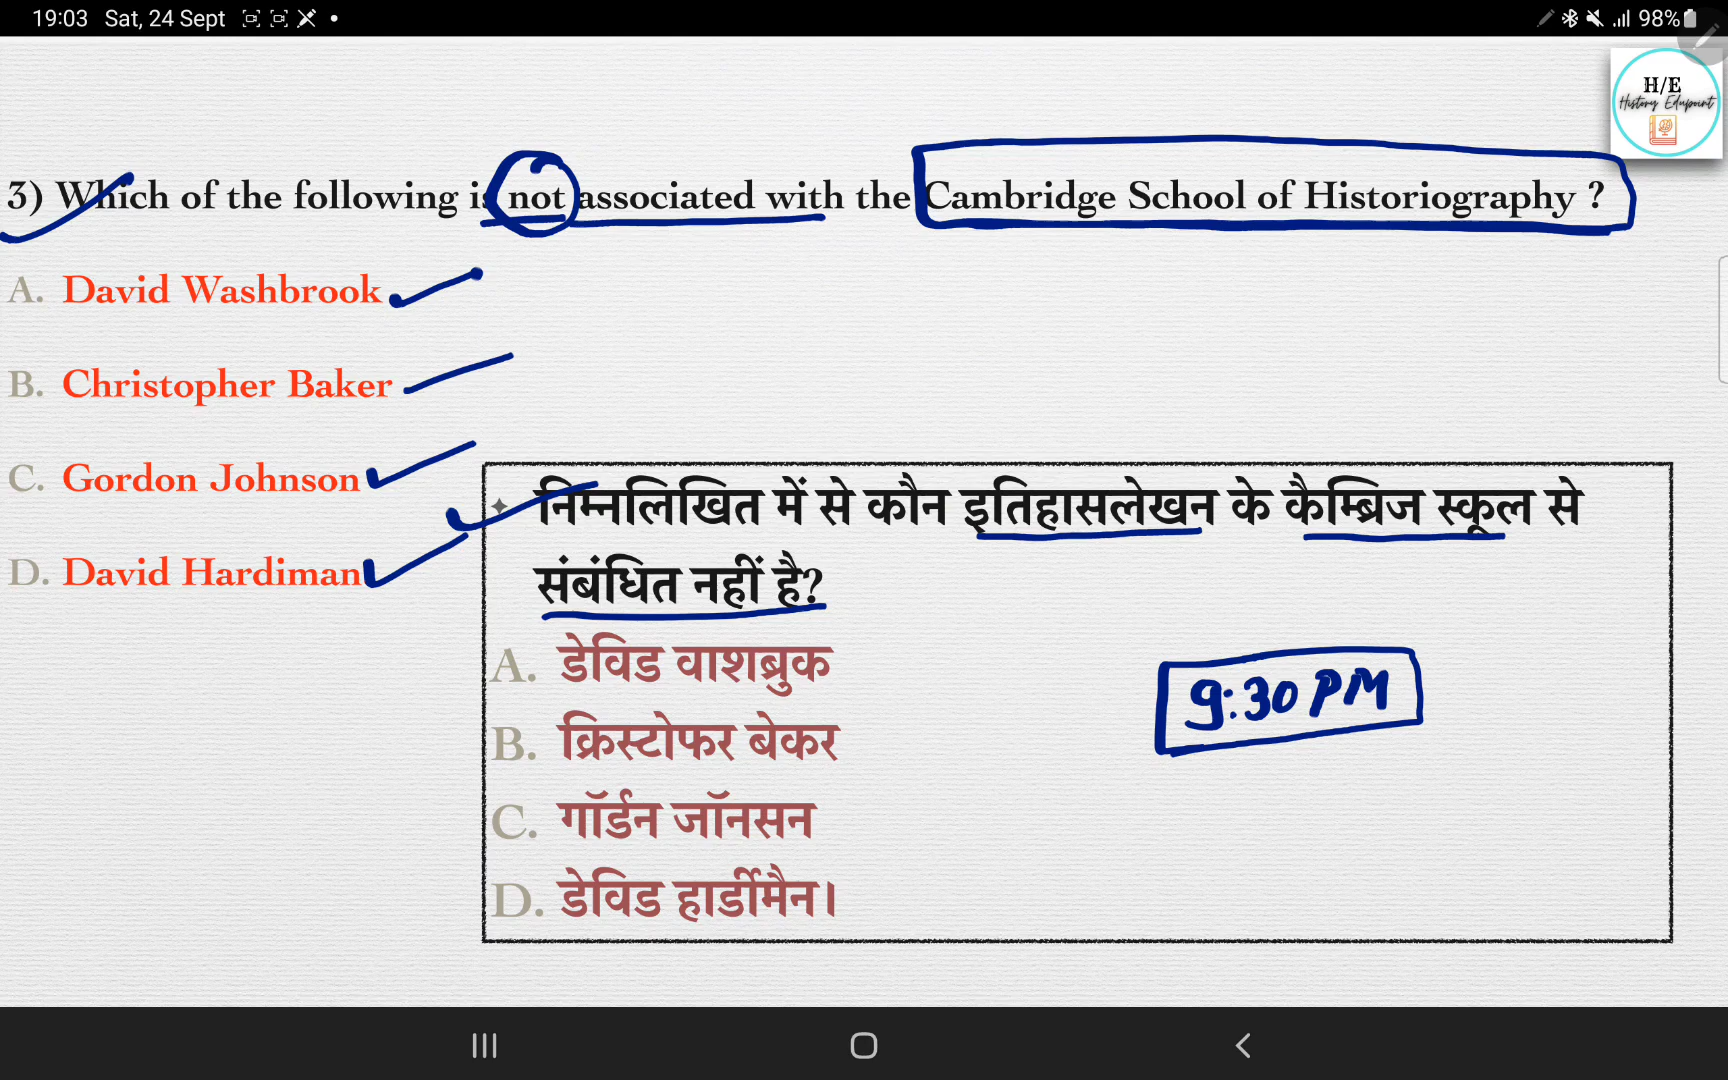 19:03 Sat, 24 Sept
98%
H/E
History Edupoint
3) Which of the following is not associated with the Cambridge School of Historiography ?
A. David Washbrook
B. Christopher Baker
C. Gordon Johnson
D. David Hardiman
निम्नलिखित में से कौन इतिहासलेखन के कैम्ब्रिज स्कूल से
संबंधित नहीं है?
A. डेविड वाशब्रुक
B. क्रिस्टोफर बेकर
C. गॉर्डन जॉनसन
D. डेविड हार्डीमैन।
9:30 PM